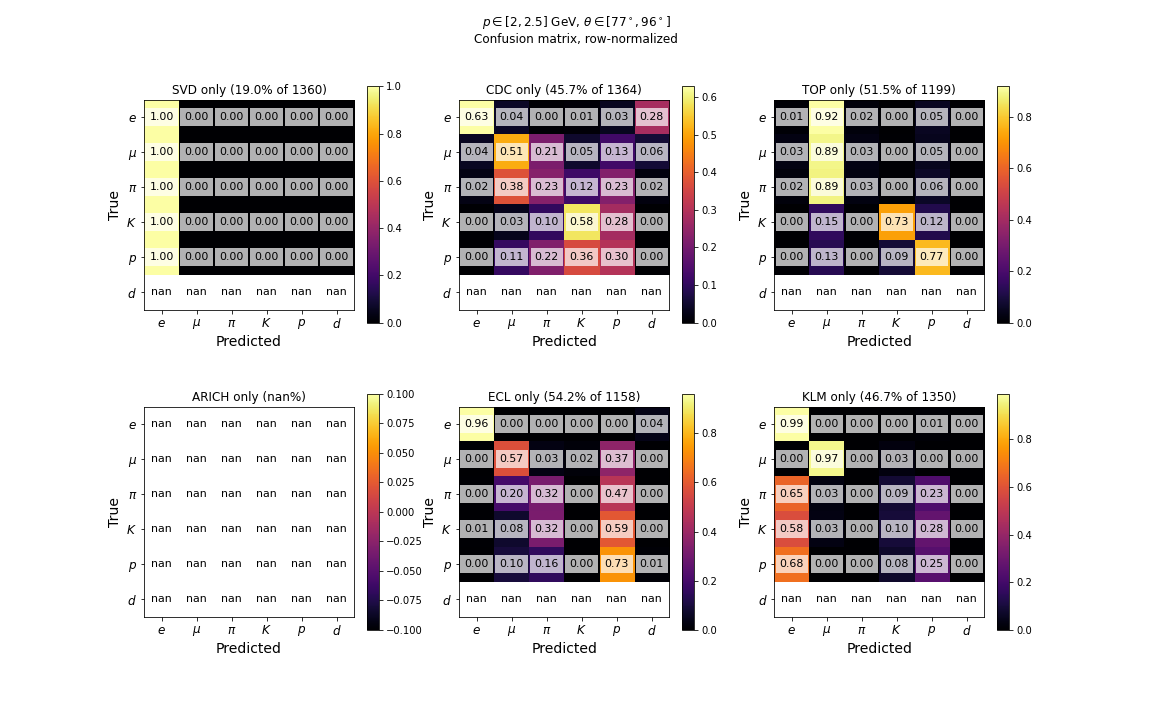 p ∈ [2, 2.5] GeV, θ ∈ [77°, 96°]
Confusion matrix, row-normalized
SVD only (19.0% of 1360)
True
e 1.00 0.00 0.00 0.00 0.00 0.00
μ 1.00 0.00 0.00 0.00 0.00 0.00
π 1.00 0.00 0.00 0.00 0.00 0.00
K 1.00 0.00 0.00 0.00 0.00 0.00
p 1.00 0.00 0.00 0.00 0.00 0.00
d nan nan nan nan nan nan
e μ π K p d
Predicted
1.0
0.8
0.6
0.4
0.2
0.0
CDC only (45.7% of 1364)
True
e 0.63 0.04 0.00 0.01 0.03 0.28
μ 0.04 0.51 0.21 0.05 0.13 0.06
π 0.02 0.38 0.23 0.12 0.23 0.02
K 0.00 0.03 0.10 0.58 0.28 0.00
p 0.00 0.11 0.22 0.36 0.30 0.00
d nan nan nan nan nan nan
e μ π K p d
Predicted
0.6
0.5
0.4
0.3
0.2
0.1
0.0
TOP only (51.5% of 1199)
True
e 0.01 0.92 0.02 0.00 0.05 0.00
μ 0.03 0.89 0.03 0.00 0.05 0.00
π 0.02 0.89 0.03 0.00 0.06 0.00
K 0.00 0.15 0.00 0.73 0.12 0.00
p 0.00 0.13 0.00 0.09 0.77 0.00
d nan nan nan nan nan nan
e μ π K p d
Predicted
0.8
0.6
0.4
0.2
0.0
ARICH only (nan%)
True
e nan nan nan nan nan nan
μ nan nan nan nan nan nan
π nan nan nan nan nan nan
K nan nan nan nan nan nan
p nan nan nan nan nan nan
d nan nan nan nan nan nan
e μ π K p d
Predicted
0.100
0.075
0.050
0.025
0.000
−0.025
−0.050
−0.075
−0.100
ECL only (54.2% of 1158)
True
e 0.96 0.00 0.00 0.00 0.00 0.04
μ 0.00 0.57 0.03 0.02 0.37 0.00
π 0.00 0.20 0.32 0.00 0.47 0.00
K 0.01 0.08 0.32 0.00 0.59 0.00
p 0.00 0.10 0.16 0.00 0.73 0.01
d nan nan nan nan nan nan
e μ π K p d
Predicted
0.8
0.6
0.4
0.2
0.0
KLM only (46.7% of 1350)
True
e 0.99 0.00 0.00 0.00 0.01 0.00
μ 0.00 0.97 0.00 0.03 0.00 0.00
π 0.65 0.03 0.00 0.09 0.23 0.00
K 0.58 0.03 0.00 0.10 0.28 0.00
p 0.68 0.00 0.00 0.08 0.25 0.00
d nan nan nan nan nan nan
e μ π K p d
Predicted
0.8
0.6
0.4
0.2
0.0